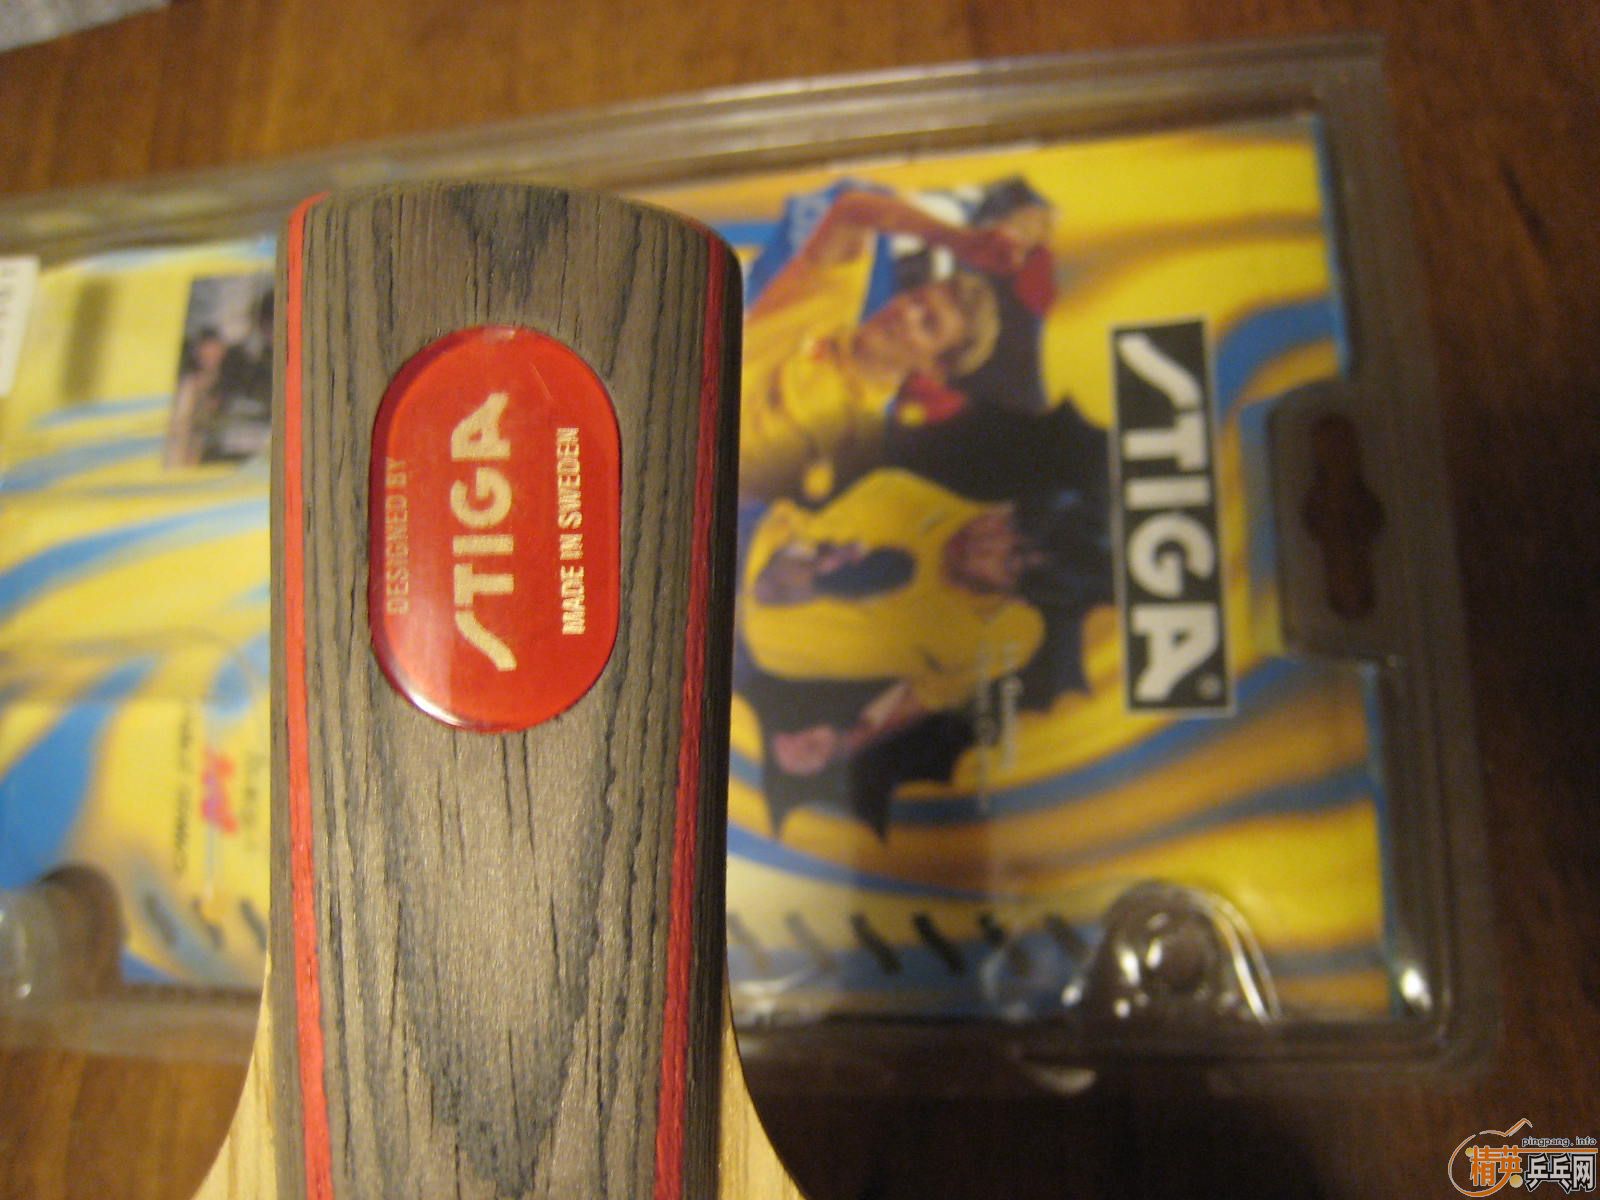 DESIGNED BY
STIGA
MADE IN SWEDEN
STIGA®
pingpang.info
精英乒乓网